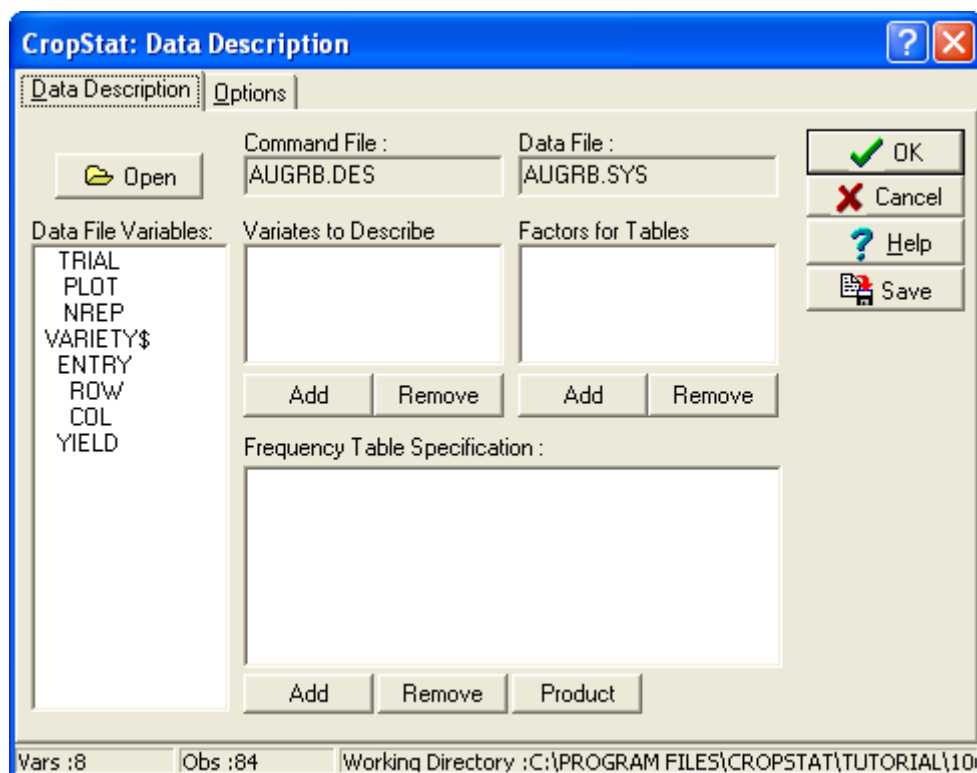 CropStat: Data Description
Data Description
Options
Open
Command File :
AUGRB.DES
Data File :
AUGRB.SYS
OK
Cancel
Help
Save
Data File Variables:
TRIAL
PLOT
NREP
VARIETY$
ENTRY
ROW
COL
YIELD
Variates to Describe
Add
Remove
Factors for Tables
Add
Remove
Frequency Table Specification :
Add
Remove
Product
Vars :8
Obs :84
Working Directory :C:\PROGRAM FILES\CROPSTAT\TUTORIAL\10